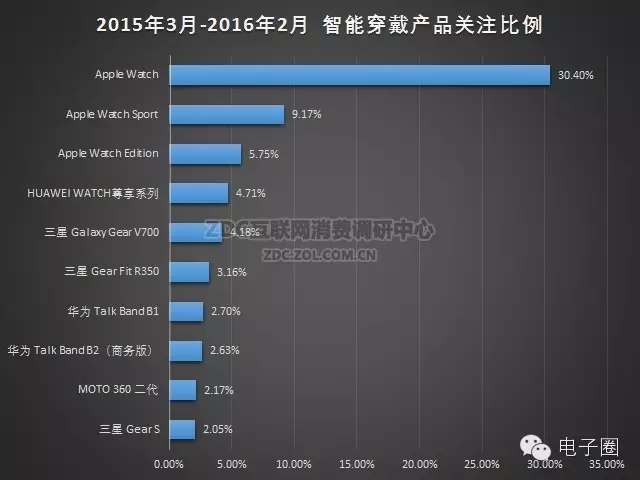 2015年3月-2016年2月 智能穿戴产品关注比例
Apple Watch 30.40%
Apple Watch Sport 9.17%
Apple Watch Edition 5.75%
HUAWEI WATCH尊享系列 4.71%
三星 Galaxy Gear V700 4.18%
ZDC互联网消费调研中心
ZDC.ZOL.COM.CN
三星 Gear Fit R350 3.16%
华为 Talk Band B1 2.70%
华为 Talk Band B2（商务版） 2.63%
MOTO 360 二代 2.17%
三星 Gear S 2.05%
电子圈
0.00% 5.00% 10.00% 15.00% 20.00% 25.00% 30.00% 35.00%